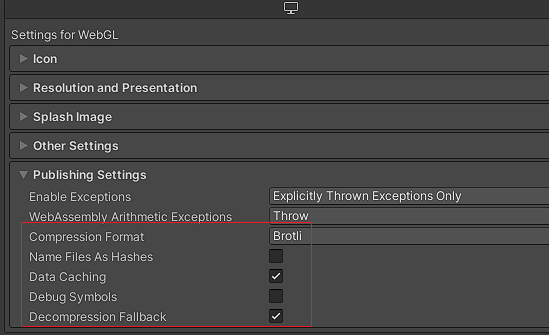 Settings for WebGL
Icon
Resolution and Presentation
Splash Image
Other Settings
Publishing Settings
Enable Exceptions Explicitly Thrown Exceptions Only
WebAssembly Arithmetic Exceptions Throw
Compression Format Brotli
Name Files As Hashes
Data Caching
Debug Symbols
Decompression Fallback